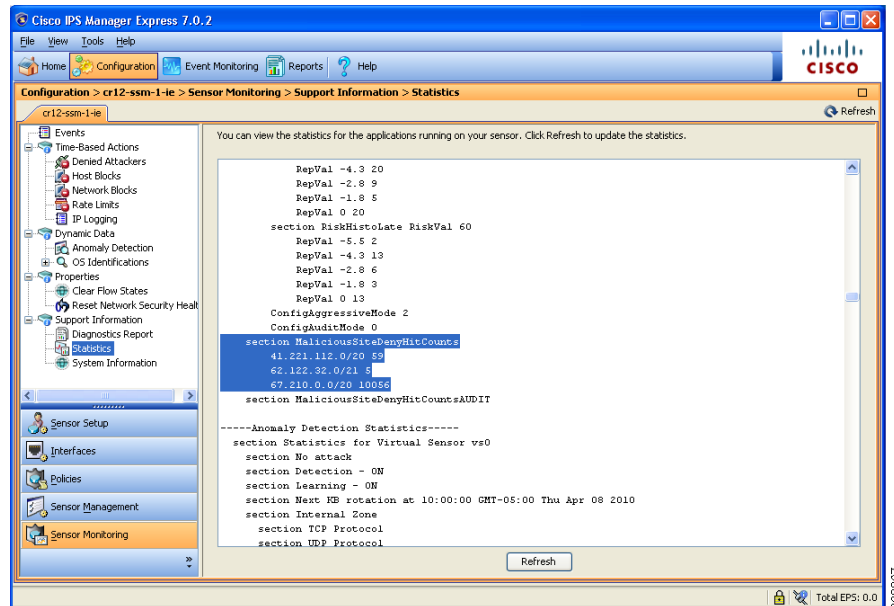 Cisco IPS Manager Express 7.0.2
File View Tools Help
Home Configuration Event Monitoring Reports Help
CISCO
Configuration > cr12-ssm-1-ie > Sensor Monitoring > Support Information > Statistics
cr12-ssm-1-ie
Refresh
Events
Time-Based Actions
Denied Attackers
Host Blocks
Network Blocks
Rate Limits
IP Logging
Dynamic Data
Anomaly Detection
OS Identifications
Properties
Clear Flow States
Reset Network Security Healt
Support Information
Diagnostics Report
Statistics
System Information
Sensor Setup
Interfaces
Policies
Sensor Management
Sensor Monitoring
You can view the statistics for the applications running on your sensor. Click Refresh to update the statistics.
RepVal -4.3 20
RepVal -2.8 9
RepVal -1.8 5
RepVal 0 20
section RiskHistoLate RiskVal 60
RepVal -5.5 2
RepVal -4.3 13
RepVal -2.8 6
RepVal -1.8 3
RepVal 0 13
ConfigAggressiveMode 2
ConfigAuditMode 0
section MaliciousSiteDenyHitCounts
41.221.112.0/20 59
62.122.32.0/21 5
67.210.0.0/20 10056
section MaliciousSiteDenyHitCountsAUDIT
-----Anomaly Detection Statistics-----
section Statistics for Virtual Sensor vs0
section No attack
section Detection - ON
section Learning - ON
section Next KB rotation at 10:00:00 GMT-05:00 Thu Apr 08 2010
section Internal Zone
section TCP Protocol
section UDP Protocol
Refresh
Total EPS: 0.0